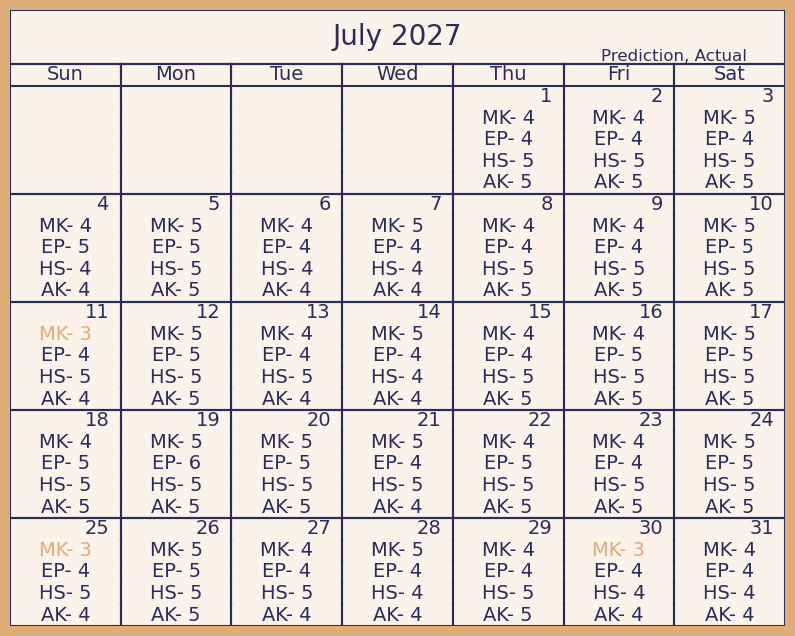 July 2027
Prediction, Actual
Sun Mon Tue Wed Thu Fri Sat
1 2 3
MK- 4 MK- 4 MK- 5
EP- 4 EP- 4 EP- 4
HS- 5 HS- 5 HS- 5
AK- 5 AK- 5 AK- 5
4 5 6 7 8 9 10
MK- 4 MK- 5 MK- 4 MK- 5 MK- 4 MK- 4 MK- 5
EP- 5 EP- 5 EP- 4 EP- 4 EP- 4 EP- 4 EP- 5
HS- 4 HS- 5 HS- 4 HS- 4 HS- 5 HS- 5 HS- 5
AK- 4 AK- 5 AK- 4 AK- 4 AK- 5 AK- 5 AK- 5
11 12 13 14 15 16 17
MK- 3 MK- 5 MK- 4 MK- 5 MK- 4 MK- 4 MK- 5
EP- 4 EP- 5 EP- 4 EP- 4 EP- 4 EP- 5 EP- 5
HS- 5 HS- 5 HS- 5 HS- 4 HS- 5 HS- 5 HS- 5
AK- 4 AK- 5 AK- 4 AK- 4 AK- 5 AK- 5 AK- 5
18 19 20 21 22 23 24
MK- 4 MK- 5 MK- 5 MK- 5 MK- 4 MK- 4 MK- 5
EP- 5 EP- 6 EP- 5 EP- 4 EP- 5 EP- 4 EP- 5
HS- 5 HS- 5 HS- 5 HS- 5 HS- 5 HS- 5 HS- 5
AK- 5 AK- 5 AK- 5 AK- 4 AK- 5 AK- 5 AK- 5
25 26 27 28 29 30 31
MK- 3 MK- 5 MK- 4 MK- 5 MK- 4 MK- 3 MK- 4
EP- 4 EP- 5 EP- 4 EP- 4 EP- 4 EP- 4 EP- 4
HS- 5 HS- 5 HS- 5 HS- 4 HS- 5 HS- 4 HS- 4
AK- 4 AK- 5 AK- 4 AK- 4 AK- 5 AK- 4 AK- 4